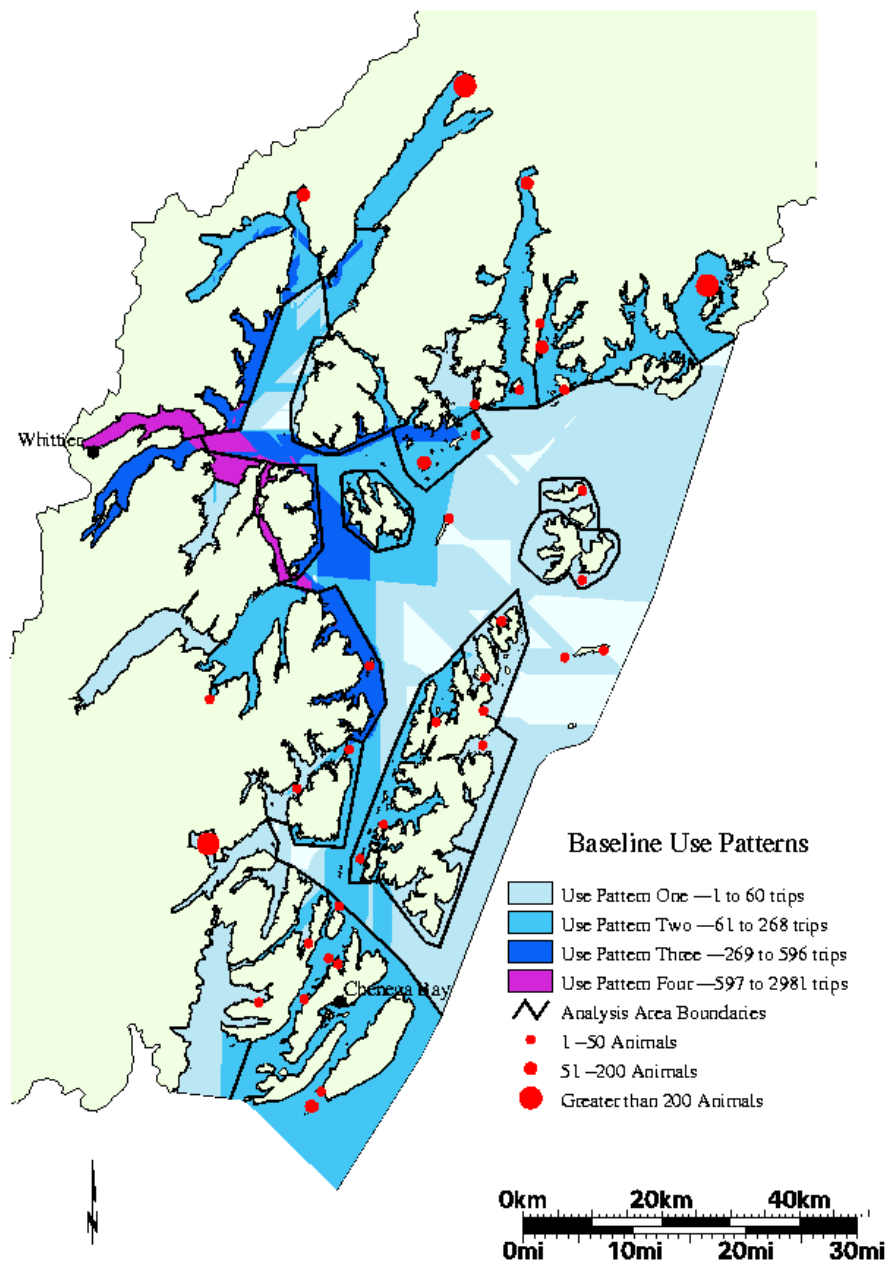 Whittier
Baseline Use Patterns
Use Pattern One —1 to 60 trips
Use Pattern Two —61 to 268 trips
Use Pattern Three —269 to 596 trips
Use Pattern Four —597 to 2981 trips
Chenega Bay
Analysis Area Boundaries
1 –50 Animals
51 –200 Animals
Greater than 200 Animals
N
0km 20km 40km
0mi 10mi 20mi 30mi